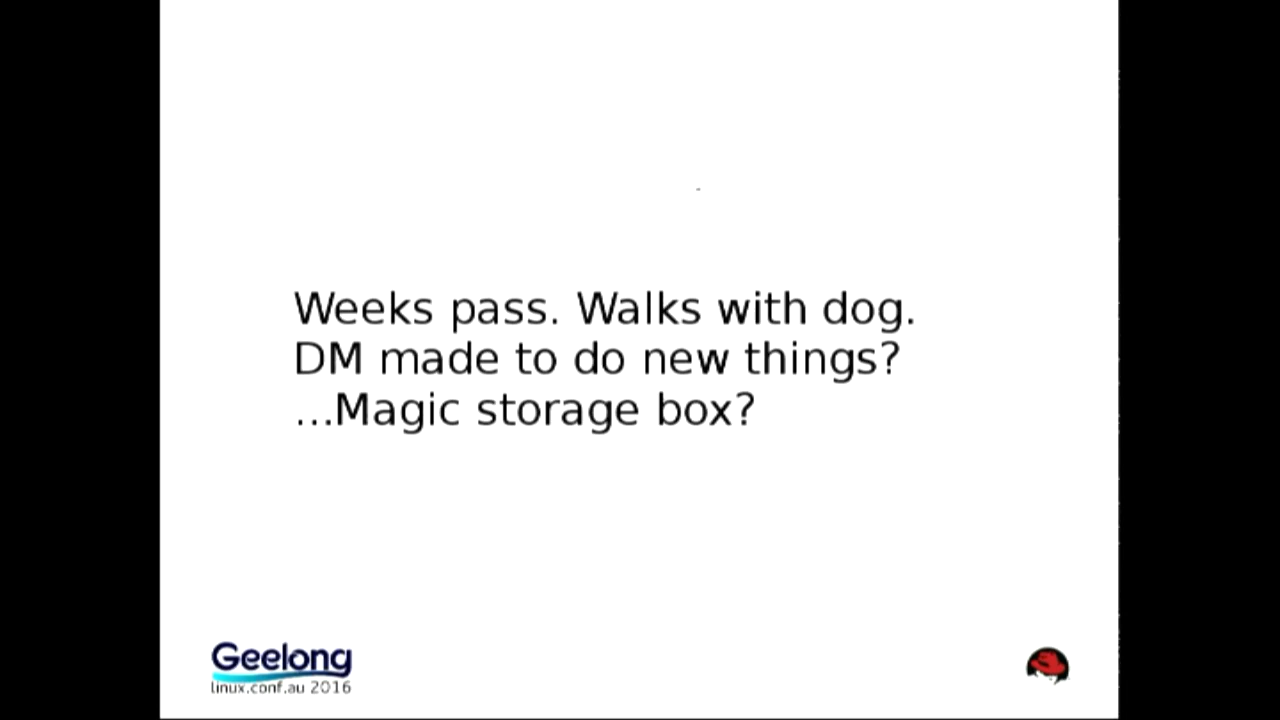 Weeks pass. Walks with dog.
DM made to do new things?
...Magic storage box?
Geelong
linux.conf.au 2016